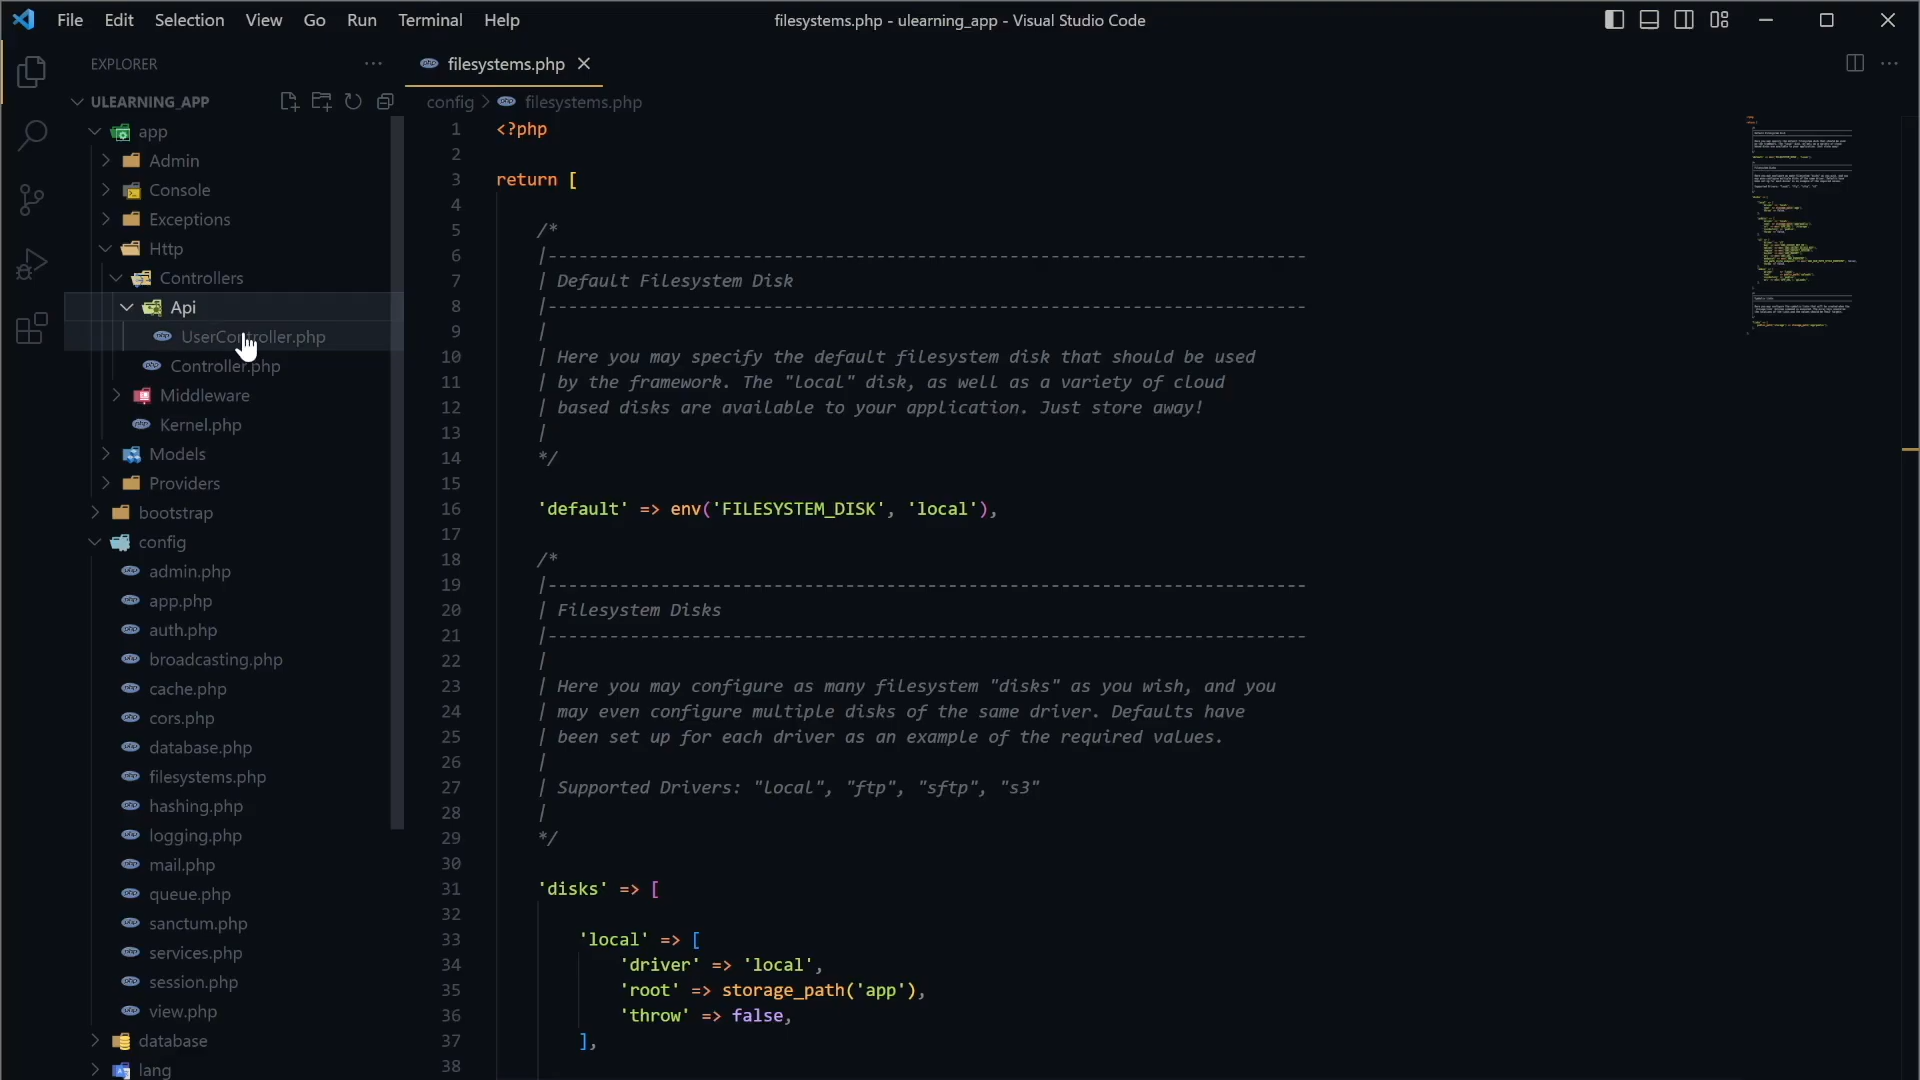 File Edit Selection View Go Run Terminal Help
filesystems.php - ulearning_app - Visual Studio Code
EXPLORER
ULEARNING_APP
app
Admin
Console
Exceptions
Http
Controllers
Api
UserController.php
Controller.php
Middleware
Kernel.php
Models
Providers
bootstrap
config
admin.php
app.php
auth.php
broadcasting.php
cache.php
cors.php
database.php
filesystems.php
hashing.php
logging.php
mail.php
queue.php
sanctum.php
services.php
session.php
view.php
database
lang
filesystems.php
config > filesystems.php
1 <?php
2
3 return [
4
5 /*
6 |--------------------------------------------------------------------------
7 | Default Filesystem Disk
8 |--------------------------------------------------------------------------
9 |
10 | Here you may specify the default filesystem disk that should be used
11 | by the framework. The "local" disk, as well as a variety of cloud
12 | based disks are available to your application. Just store away!
13 |
14 */
15
16 'default' => env('FILESYSTEM_DISK', 'local'),
17
18 /*
19 |--------------------------------------------------------------------------
20 | Filesystem Disks
21 |--------------------------------------------------------------------------
22 |
23 | Here you may configure as many filesystem "disks" as you wish, and you
24 | may even configure multiple disks of the same driver. Defaults have
25 | been set up for each driver as an example of the required values.
26 |
27 | Supported Drivers: "local", "ftp", "sftp", "s3"
28 |
29 */
30
31 'disks' => [
32
33 'local' => [
34 'driver' => 'local',
35 'root' => storage_path('app'),
36 'throw' => false,
37 ],
38